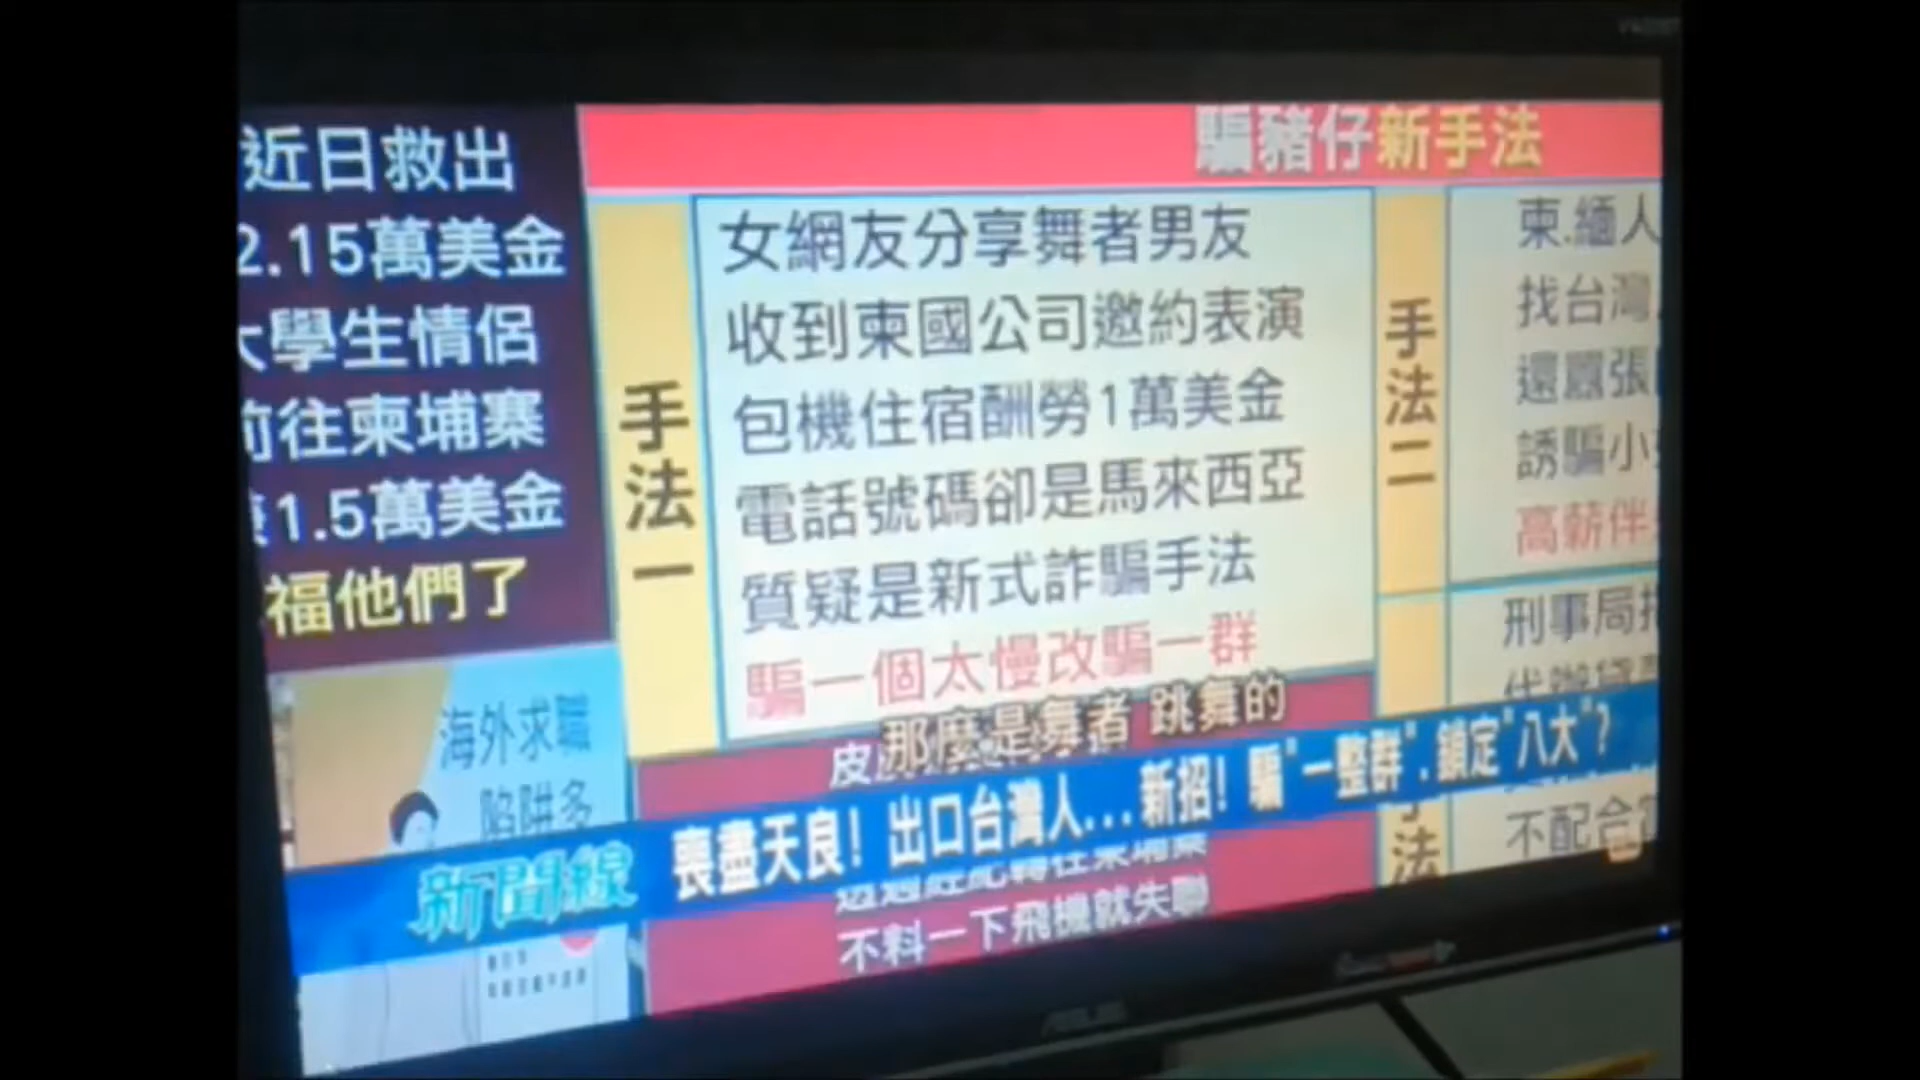 近日救出
2.15萬美金
學生情侶
往柬埔寨
1.5萬美金
福他們了
騙豬仔新手法
手法一
女網友分享舞者男友
收到柬國公司邀約表演
包機住宿酬勞1萬美金
電話號碼卻是馬來西亞
質疑是新式詐騙手法
騙一個太慢改騙一群
手法二
柬.緬人
找台灣
還囂張
誘騙小
高薪伴
刑事局
不配合
法
海外求職
陷阱多
皮
那麼是舞者 跳舞的
新聞線
喪盡天良！出口台灣人...新招！騙"一整群".鎖定"八大"？
不料一下飛機就失聯
ASUS